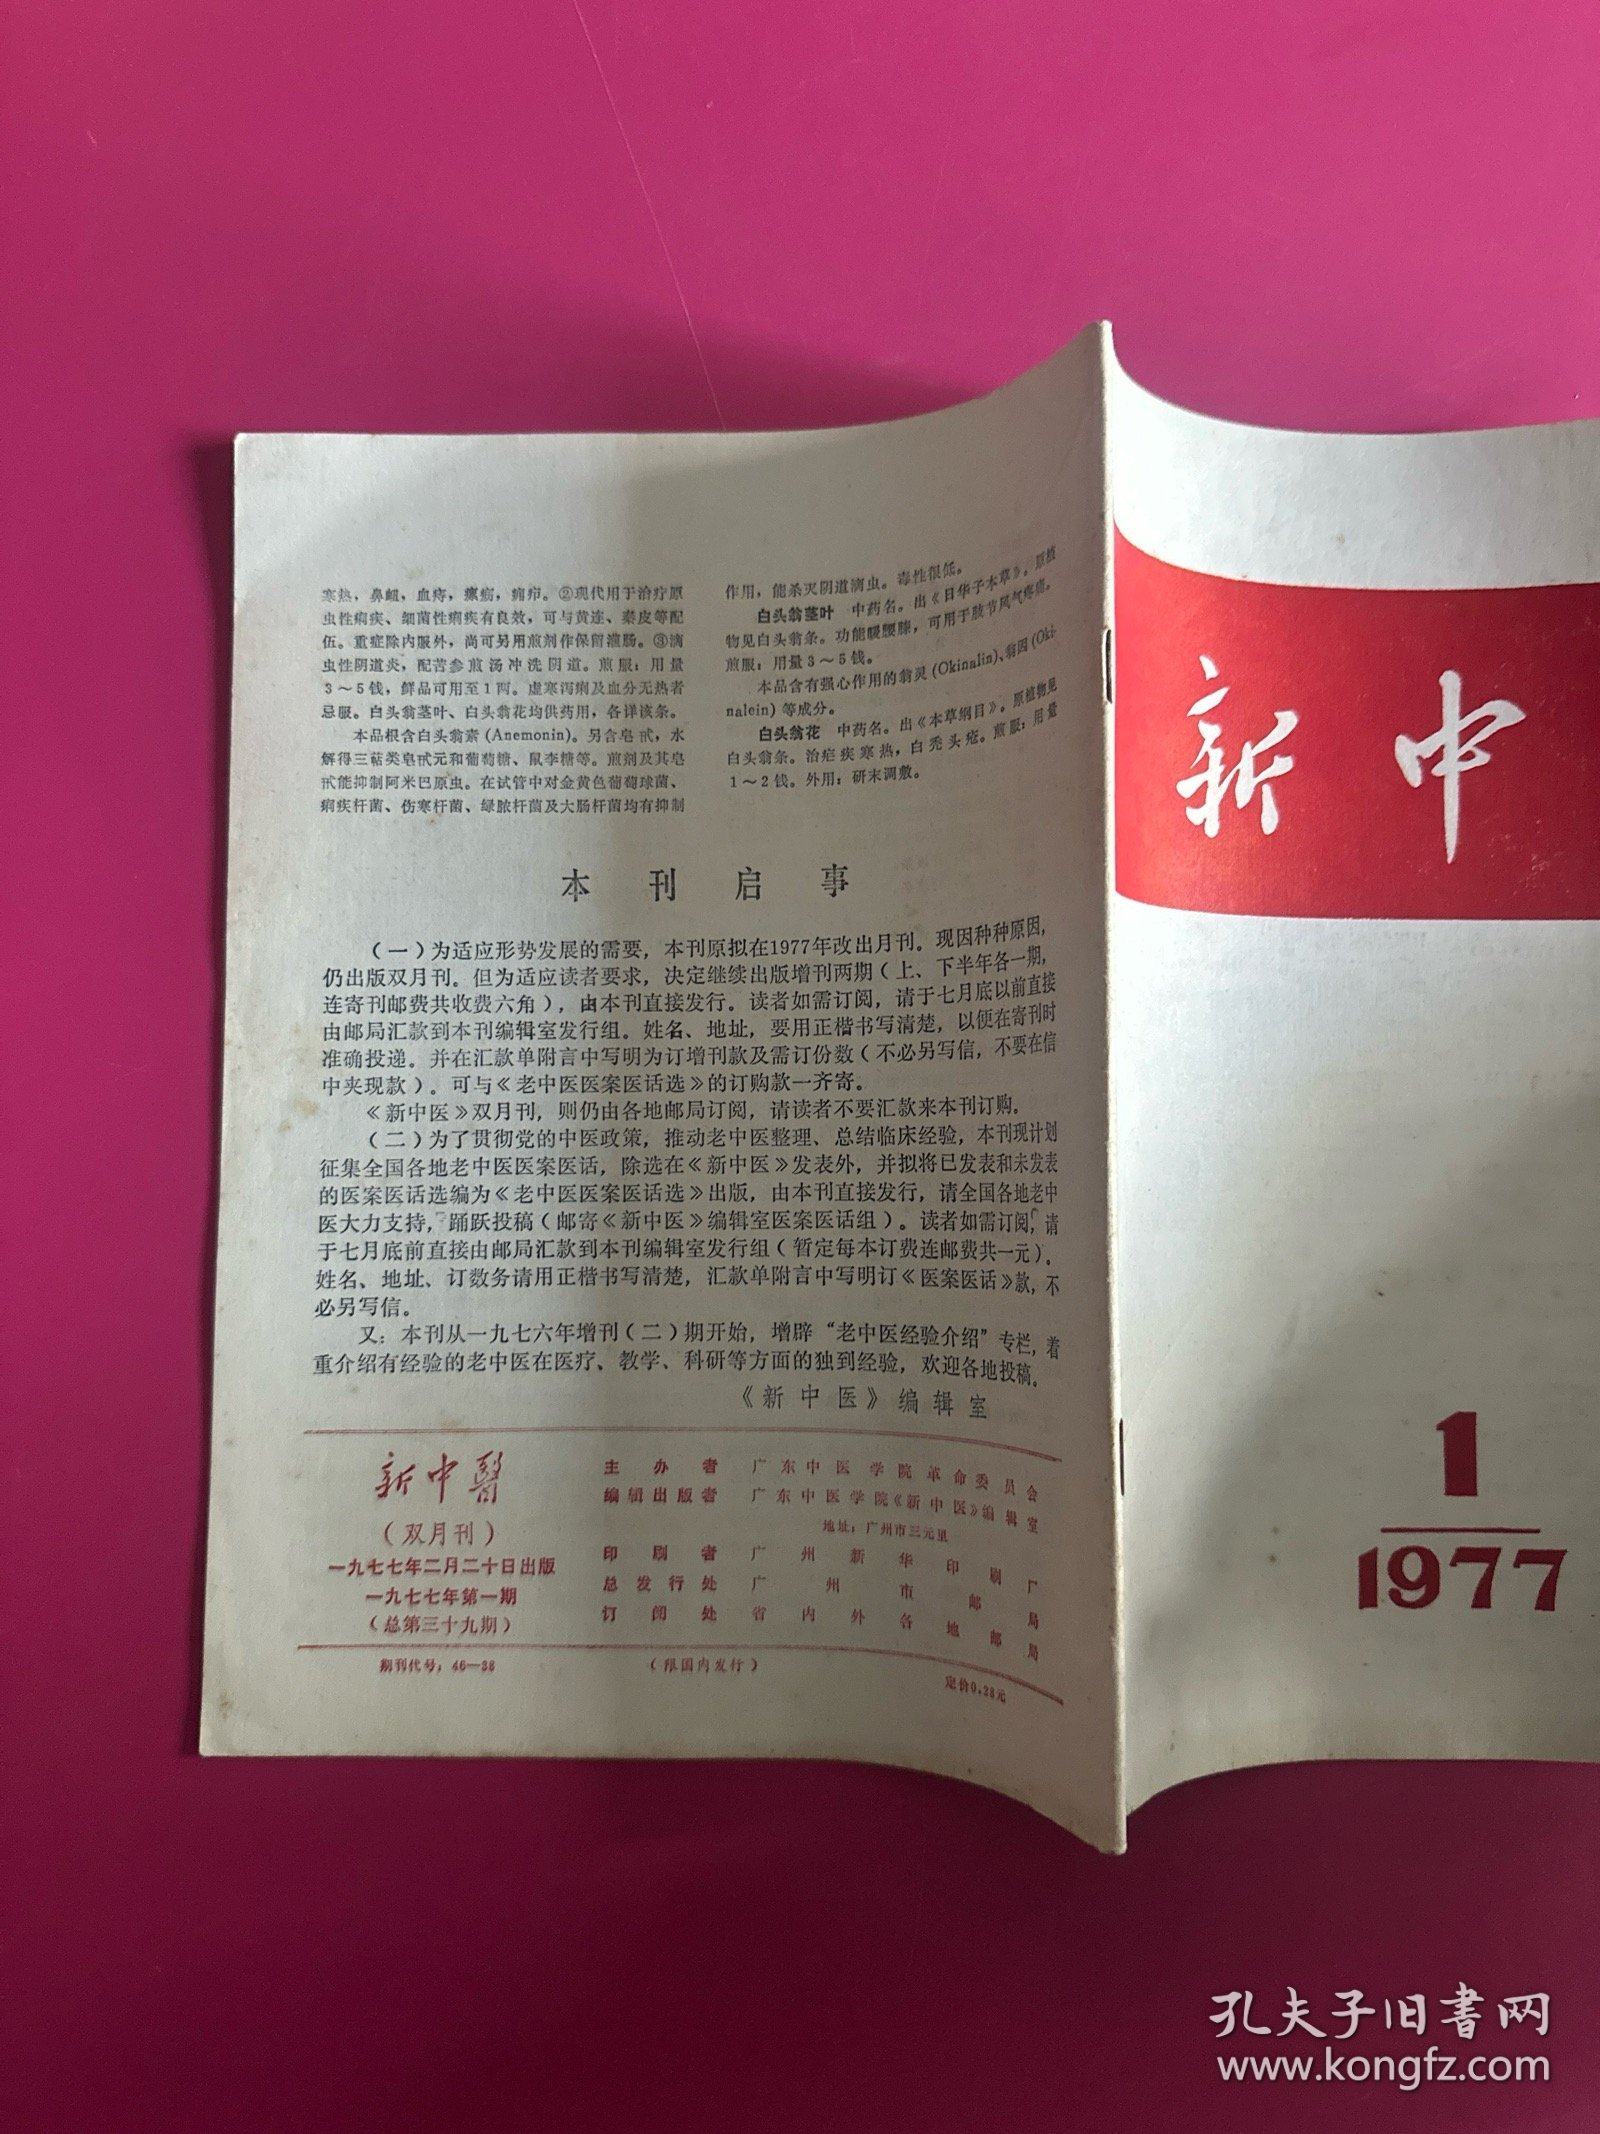 寒热，鼻衄，血痔，瘰疬，痈疖。②现代用于治疗原
虫性痢疾、细菌性痢疾有良效，可与黄连、秦皮等配
伍。重症除内服外，尚可另用煎剂作保留灌肠。③滴
虫性阴道炎，配苦参煎汤冲洗阴道。煎服：用量
3～5钱，鲜品可用至1两。虚寒泻痢及血分无热者
忌服。白头翁茎叶、白头翁花均供药用，各详该条。
本品根含白头翁素(Anemonin)。另含皂甙，水
解得三萜类皂甙元和葡萄糖、鼠李糖等。煎剂及其皂
甙能抑制阿米巴原虫。在试管中对金黄色葡萄球菌、
痢疾杆菌、伤寒杆菌、绿脓杆菌及大肠杆菌均有抑制
作用，能杀灭阴道滴虫。毒性很低。
白头翁茎叶 中药名。出《日华子本草》。原植
物见白头翁条。功能暖腰膝，可用于肢节风气疼痛。
煎服：用量3～5钱。
本品含有强心作用的翁灵(Okinalin)、翁因(Oki-
nalein)等成分。
白头翁花 中药名。出《本草纲目》。原植物见
白头翁条。治疟疾寒热，白秃头疮。煎服：用量
1～2钱。外用：研末调敷。
本刊启事
（一）为适应形势发展的需要，本刊原拟在1977年改出月刊。现因种种原因，
仍出版双月刊。但为适应读者要求，决定继续出版增刊两期（上、下半年各一期，
连寄刊邮费共收费六角），由本刊直接发行。读者如需订阅，请于七月底以前直接
由邮局汇款到本刊编辑室发行组。姓名、地址，要用正楷书写清楚，以便在寄刊时
准确投递。并在汇款单附言中写明为订增刊款及需订份数（不必另写信，不要在信
中夹现款）。可与《老中医医案医话选》的订购款一齐寄。
《新中医》双月刊，则仍由各地邮局订阅，请读者不要汇款来本刊订购。
（二）为了贯彻党的中医政策，推动老中医整理、总结临床经验，本刊现计划
征集全国各地老中医医案医话，除选在《新中医》发表外，并拟将已发表和未发表
的医案医话选编为《老中医医案医话选》出版，由本刊直接发行，请全国各地老中
医大力支持，踊跃投稿（邮寄《新中医》编辑室医案医话组）。读者如需订阅，请
于七月底前直接由邮局汇款到本刊编辑室发行组（暂定每本订费连邮费共一元）。
姓名、地址、订数务请用正楷书写清楚，汇款单附言中写明订《医案医话》款，不
必另写信。
又：本刊从一九七六年增刊（二）期开始，增辟“老中医经验介绍”专栏，着
重介绍有经验的老中医在医疗、教学、科研等方面的独到经验，欢迎各地投稿。
《新中医》编辑室
新中醫
（双月刊）
一九七七年二月二十日出版
一九七七年第一期
（总第三十九期）
主办者 广东中医学院革命委员会
编辑出版者 广东中医学院《新中医》编辑室
地址：广州市三元里
印刷者 广州新华印刷厂
总发行处 广州市邮局
订阅处 省内外各地邮局
期刊代号：46—38
（限国内发行）
定价0.28元
新中
1
1977
孔夫子旧書网
www.kongfz.com